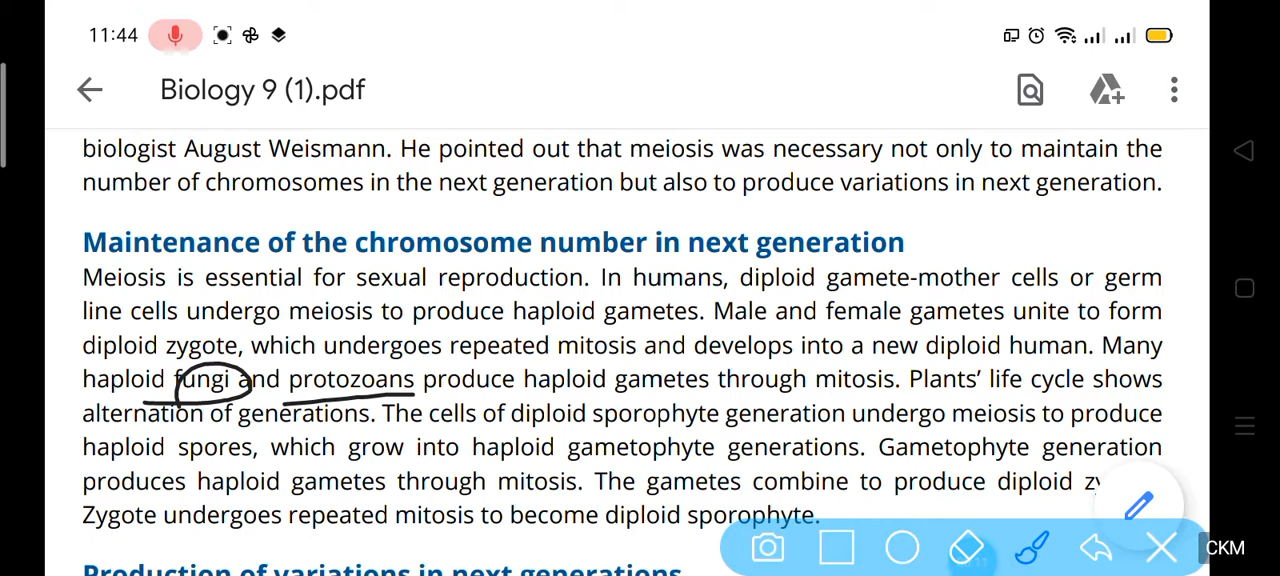 11:44
Biology 9 (1).pdf
biologist August Weismann. He pointed out that meiosis was necessary not only to maintain the
number of chromosomes in the next generation but also to produce variations in next generation.
Maintenance of the chromosome number in next generation
Meiosis is essential for sexual reproduction. In humans, diploid gamete-mother cells or germ
line cells undergo meiosis to produce haploid gametes. Male and female gametes unite to form
diploid zygote, which undergoes repeated mitosis and develops into a new diploid human. Many
haploid fungi and protozoans produce haploid gametes through mitosis. Plants’ life cycle shows
alternation of generations. The cells of diploid sporophyte generation undergo meiosis to produce
haploid spores, which grow into haploid gametophyte generations. Gametophyte generation
produces haploid gametes through mitosis. The gametes combine to produce diploid
Zygote undergoes repeated mitosis to become diploid sporophyte.
CKM
Production of variations in next generations